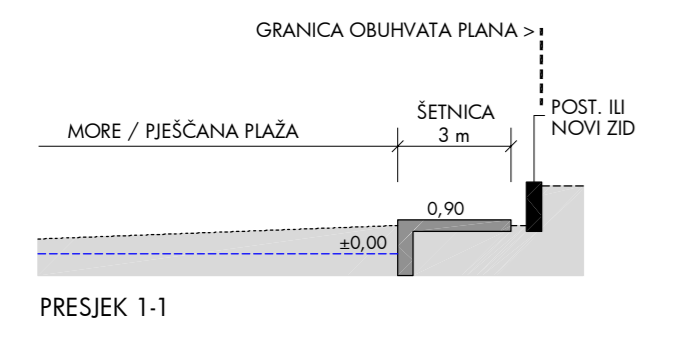 GRANICA OBUHVATA PLANA >
ŠETNICA
3 m
POST. ILI
NOVI ZID
MORE / PJEŠČANA PLAŽA
0,90
±0,00
PRESJEK 1-1